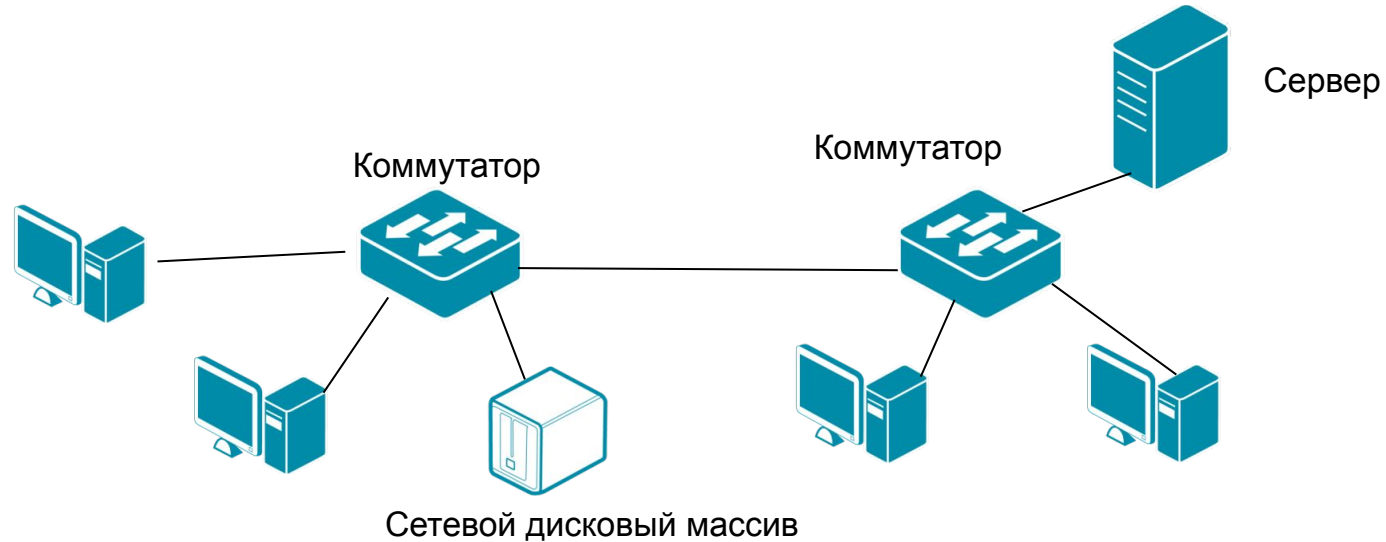 Сервер
Коммутатор
Коммутатор
Сетевой дисковый массив